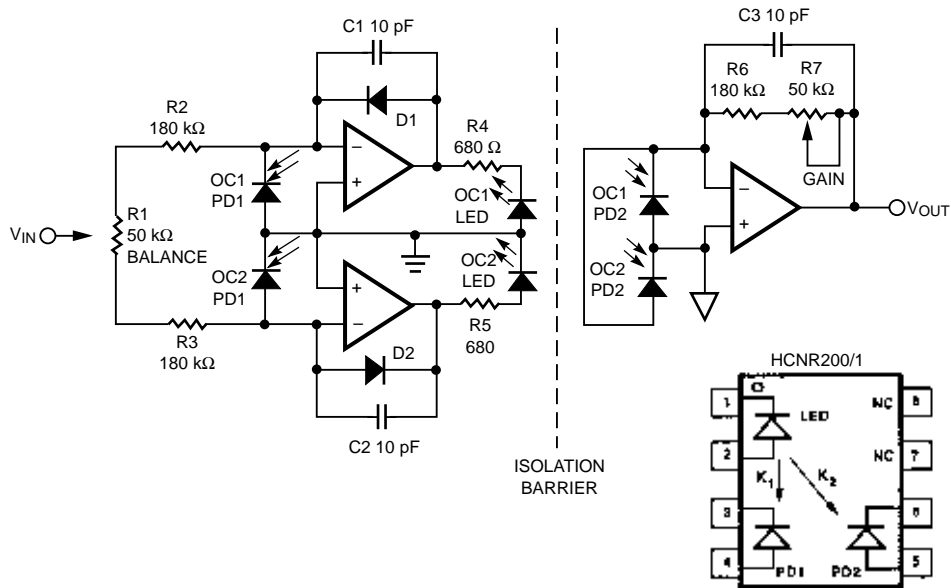 C1 10 pF
D1
R2
180 kΩ
R4
680 Ω
OC1
PD1
OC1
LED
VIN
R1
50 kΩ
BALANCE
OC2
PD1
OC2
LED
R3
180 kΩ
R5
680
D2
C2 10 pF
−
+
+
−
ISOLATION
BARRIER
C3 10 pF
R6
180 kΩ
R7
50 kΩ
GAIN
OC1
PD2
OC2
PD2
−
+
VOUT
HCNR200/1
1
2
3
4
LED
K1
K2
PD1
PD2
NC
NC
8
7
6
5